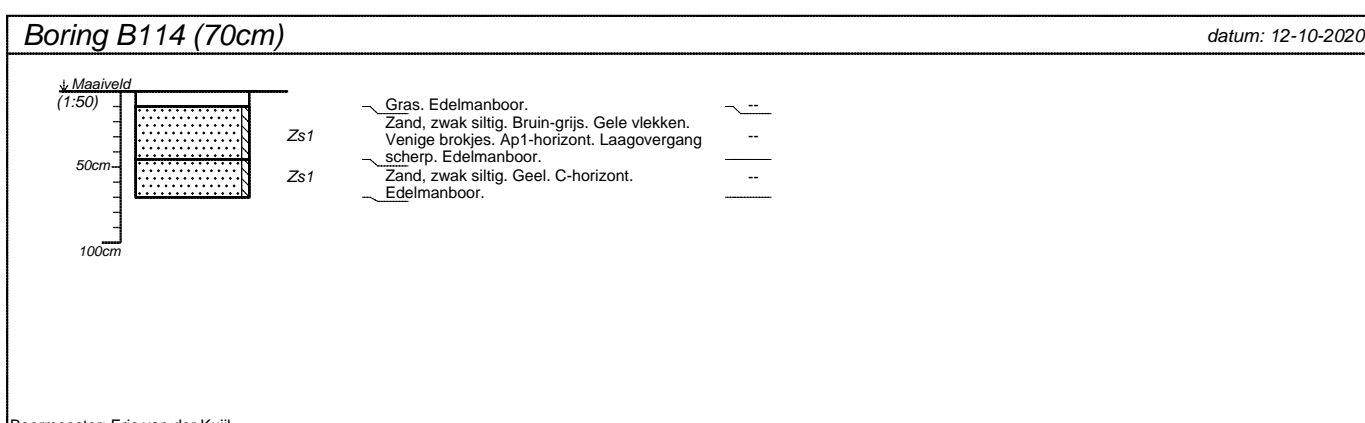 Boring B114 (70cm)
datum: 12-10-2020
Maaiveld
(1:50)
Gras. Edelmanboor.
--
Zs1
Zand, zwak siltig. Bruin-grijs. Gele vlekken.
Venige brokjes. Ap1-horizont. Laagovergang
--
scherp. Edelmanboor.
50cm
Zs1
Zand, zwak siltig. Geel. C-horizont.
--
Edelmanboor.
100cm